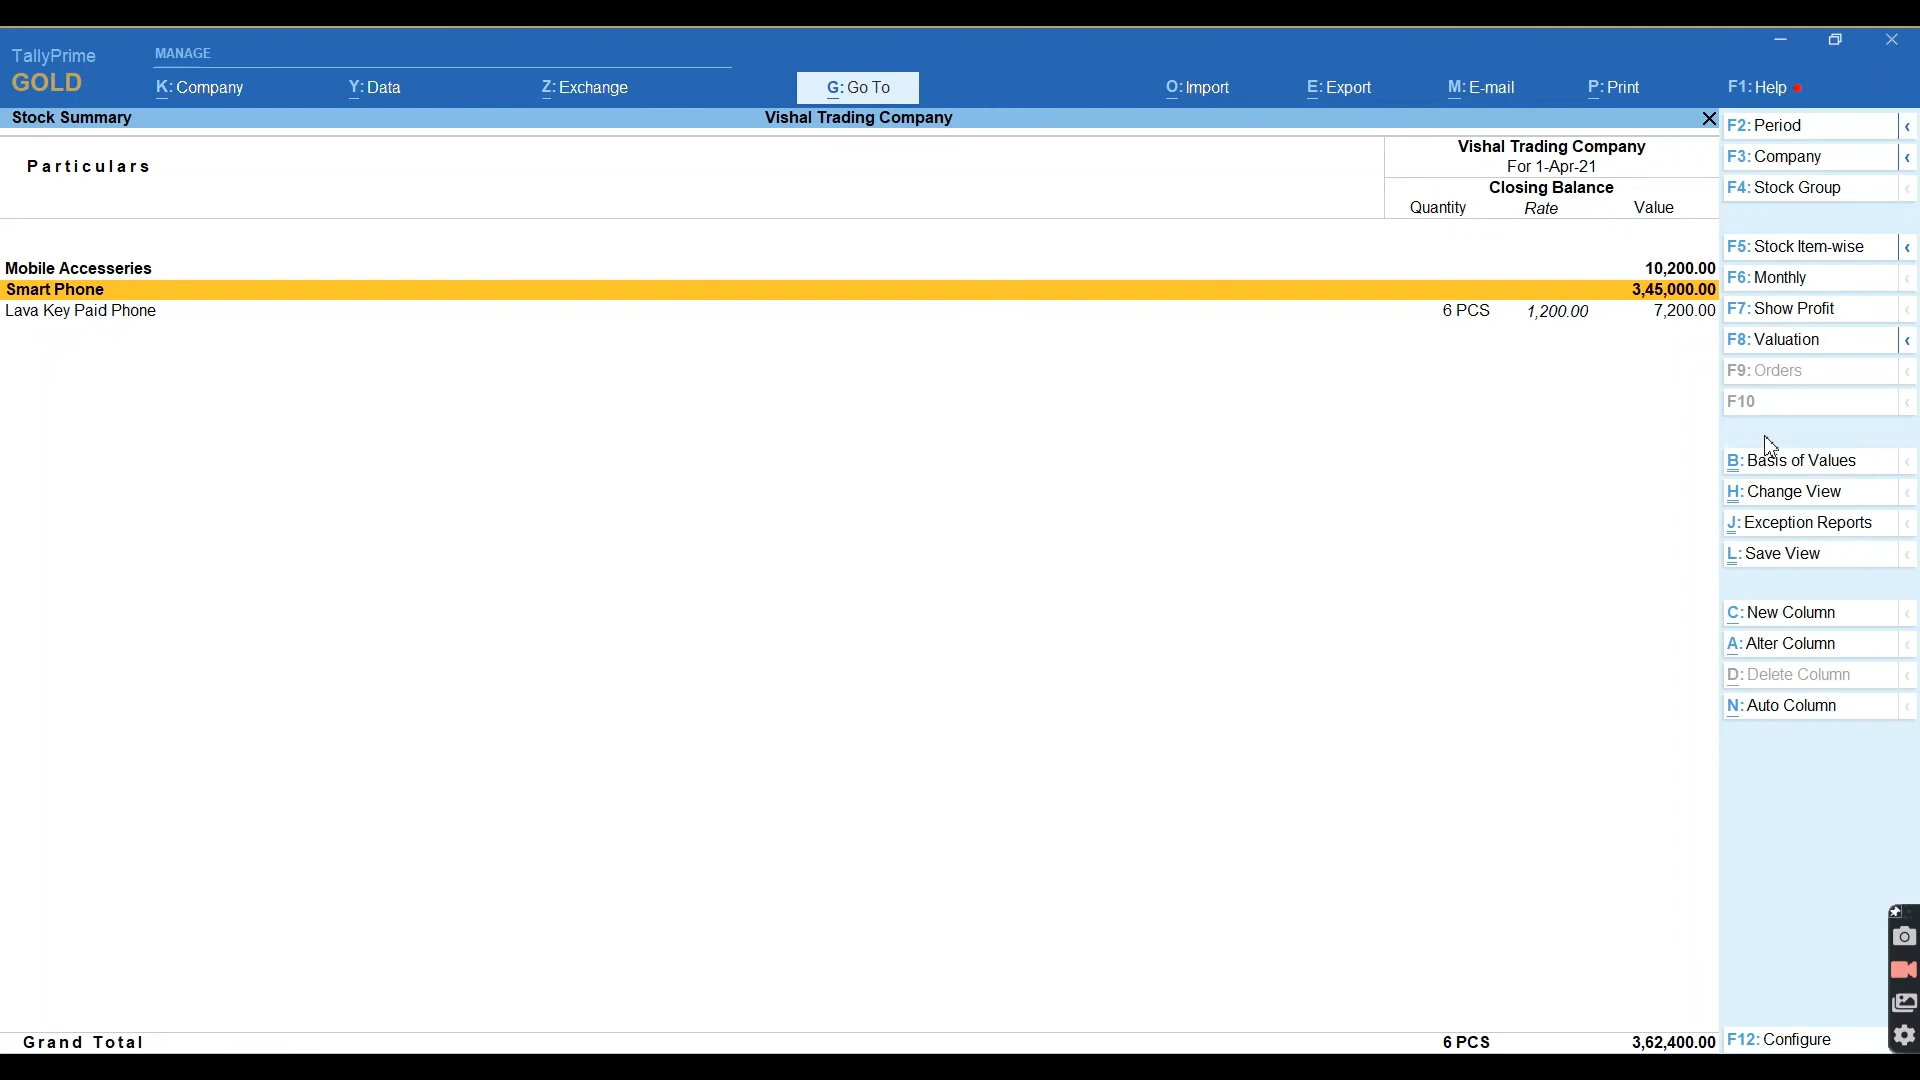 TallyPrime
GOLD
MANAGE
K: Company
Y: Data
Z: Exchange
G: Go To
O: Import
E: Export
M: E-mail
P: Print
F1: Help
Stock Summary
Vishal Trading Company
Particulars
Vishal Trading Company
For 1-Apr-21
Closing Balance
Quantity Rate Value
Mobile Accesseries 10,200.00
Smart Phone 3,45,000.00
Lava Key Paid Phone 6 PCS 1,200.00 7,200.00
Grand Total 6 PCS 3,62,400.00
F2: Period
F3: Company
F4: Stock Group
F5: Stock Item-wise
F6: Monthly
F7: Show Profit
F8: Valuation
F9: Orders
F10
B: Basis of Values
H: Change View
J: Exception Reports
L: Save View
C: New Column
A: Alter Column
D: Delete Column
N: Auto Column
F12: Configure